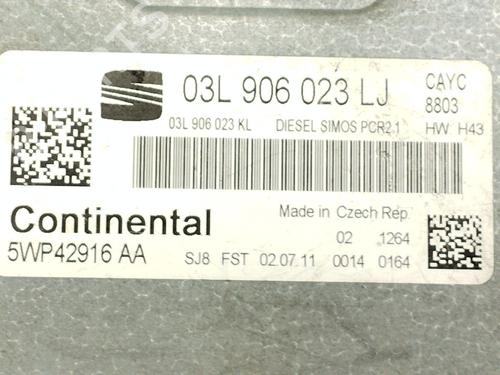 03L 906 023 LJ
CAYC
8803
03L 906 023 KL DIESEL SIMOS PCR2.1 HW H43
Continental
5WP42916 AA
Made in Czech Rep.
02 1264
SJ8 FST 02.07.11 0014 0164